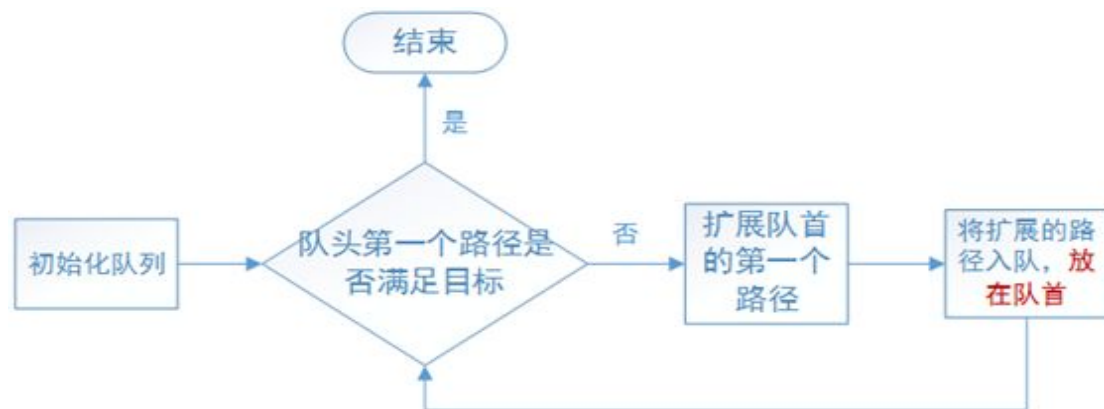 结束
是
初始化队列
队头第一个路径是
否满足目标
否
扩展队首
的第一个
路径
将扩展的路
径入队，放
在队首